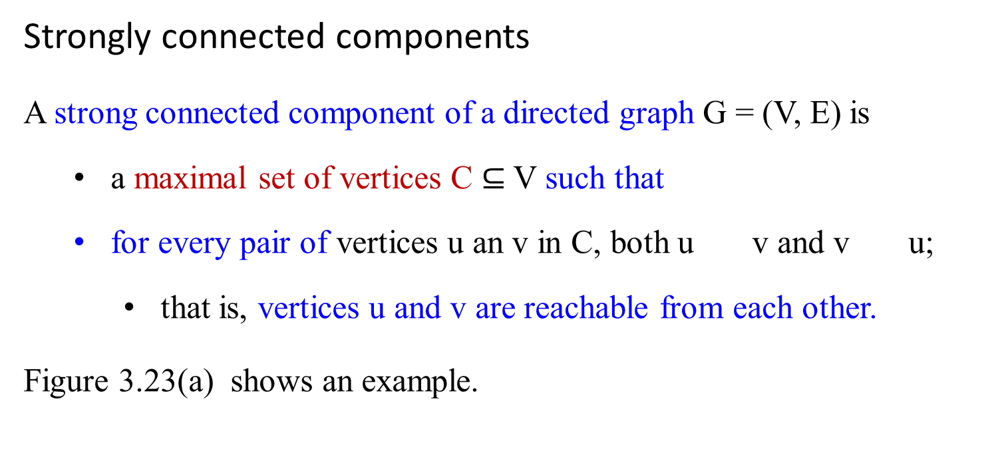 Strongly connected components
A strong connected component of a directed graph G = (V, E) is
• a maximal set of vertices C ⊆ V such that
• for every pair of vertices u an v in C, both u v and v u;
• that is, vertices u and v are reachable from each other.
Figure 3.23(a) shows an example.